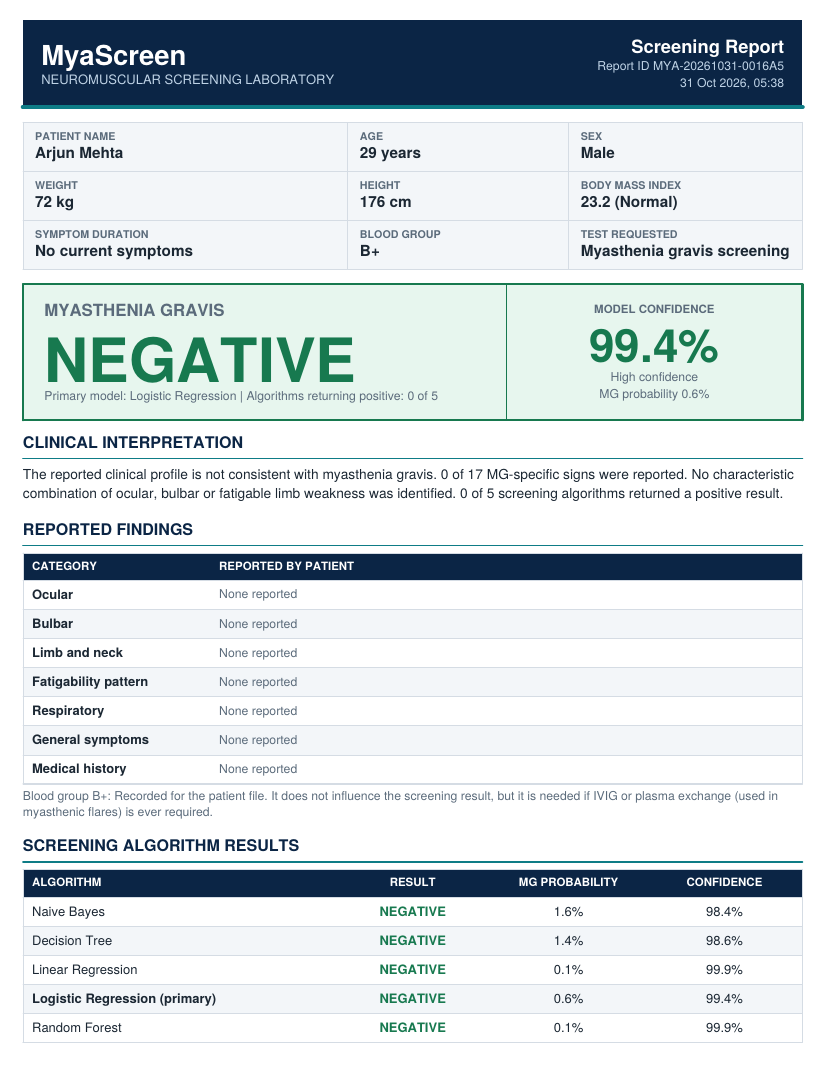 MyaScreen
NEUROMUSCULAR SCREENING LABORATORY
Screening Report
Report ID MYA-20261031-0016A5
31 Oct 2026, 05:38
PATIENT NAME AGE SEX
Arjun Mehta 29 years Male
WEIGHT HEIGHT BODY MASS INDEX
72 kg 176 cm 23.2 (Normal)
SYMPTOM DURATION BLOOD GROUP TEST REQUESTED
No current symptoms B+ Myasthenia gravis screening
MYASTHENIA GRAVIS
NEGATIVE
Primary model: Logistic Regression | Algorithms returning positive: 0 of 5
MODEL CONFIDENCE
99.4%
High confidence
MG probability 0.6%
CLINICAL INTERPRETATION
The reported clinical profile is not consistent with myasthenia gravis. 0 of 17 MG-specific signs were reported. No characteristic
combination of ocular, bulbar or fatigable limb weakness was identified. 0 of 5 screening algorithms returned a positive result.
REPORTED FINDINGS
CATEGORY REPORTED BY PATIENT
Ocular None reported
Bulbar None reported
Limb and neck None reported
Fatigability pattern None reported
Respiratory None reported
General symptoms None reported
Medical history None reported
Blood group B+: Recorded for the patient file. It does not influence the screening result, but it is needed if IVIG or plasma exchange (used in
myasthenic flares) is ever required.
SCREENING ALGORITHM RESULTS
ALGORITHM RESULT MG PROBABILITY CONFIDENCE
Naive Bayes NEGATIVE 1.6% 98.4%
Decision Tree NEGATIVE 1.4% 98.6%
Linear Regression NEGATIVE 0.1% 99.9%
Logistic Regression (primary) NEGATIVE 0.6% 99.4%
Random Forest NEGATIVE 0.1% 99.9%